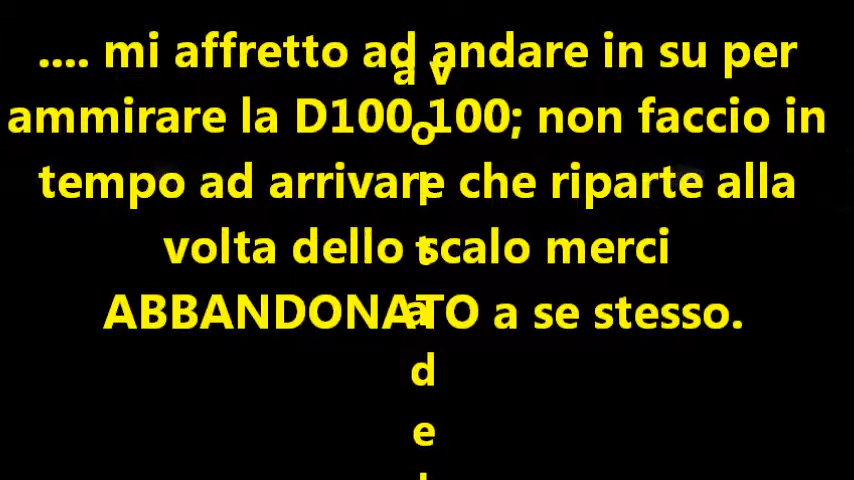 .... mi affretto ad andare in su per
ammirare la D100 100; non faccio in
tempo ad arrivare che riparte alla
volta dello scalo merci
ABBANDONATO a se stesso.
a v
o
l
t
a
d
e